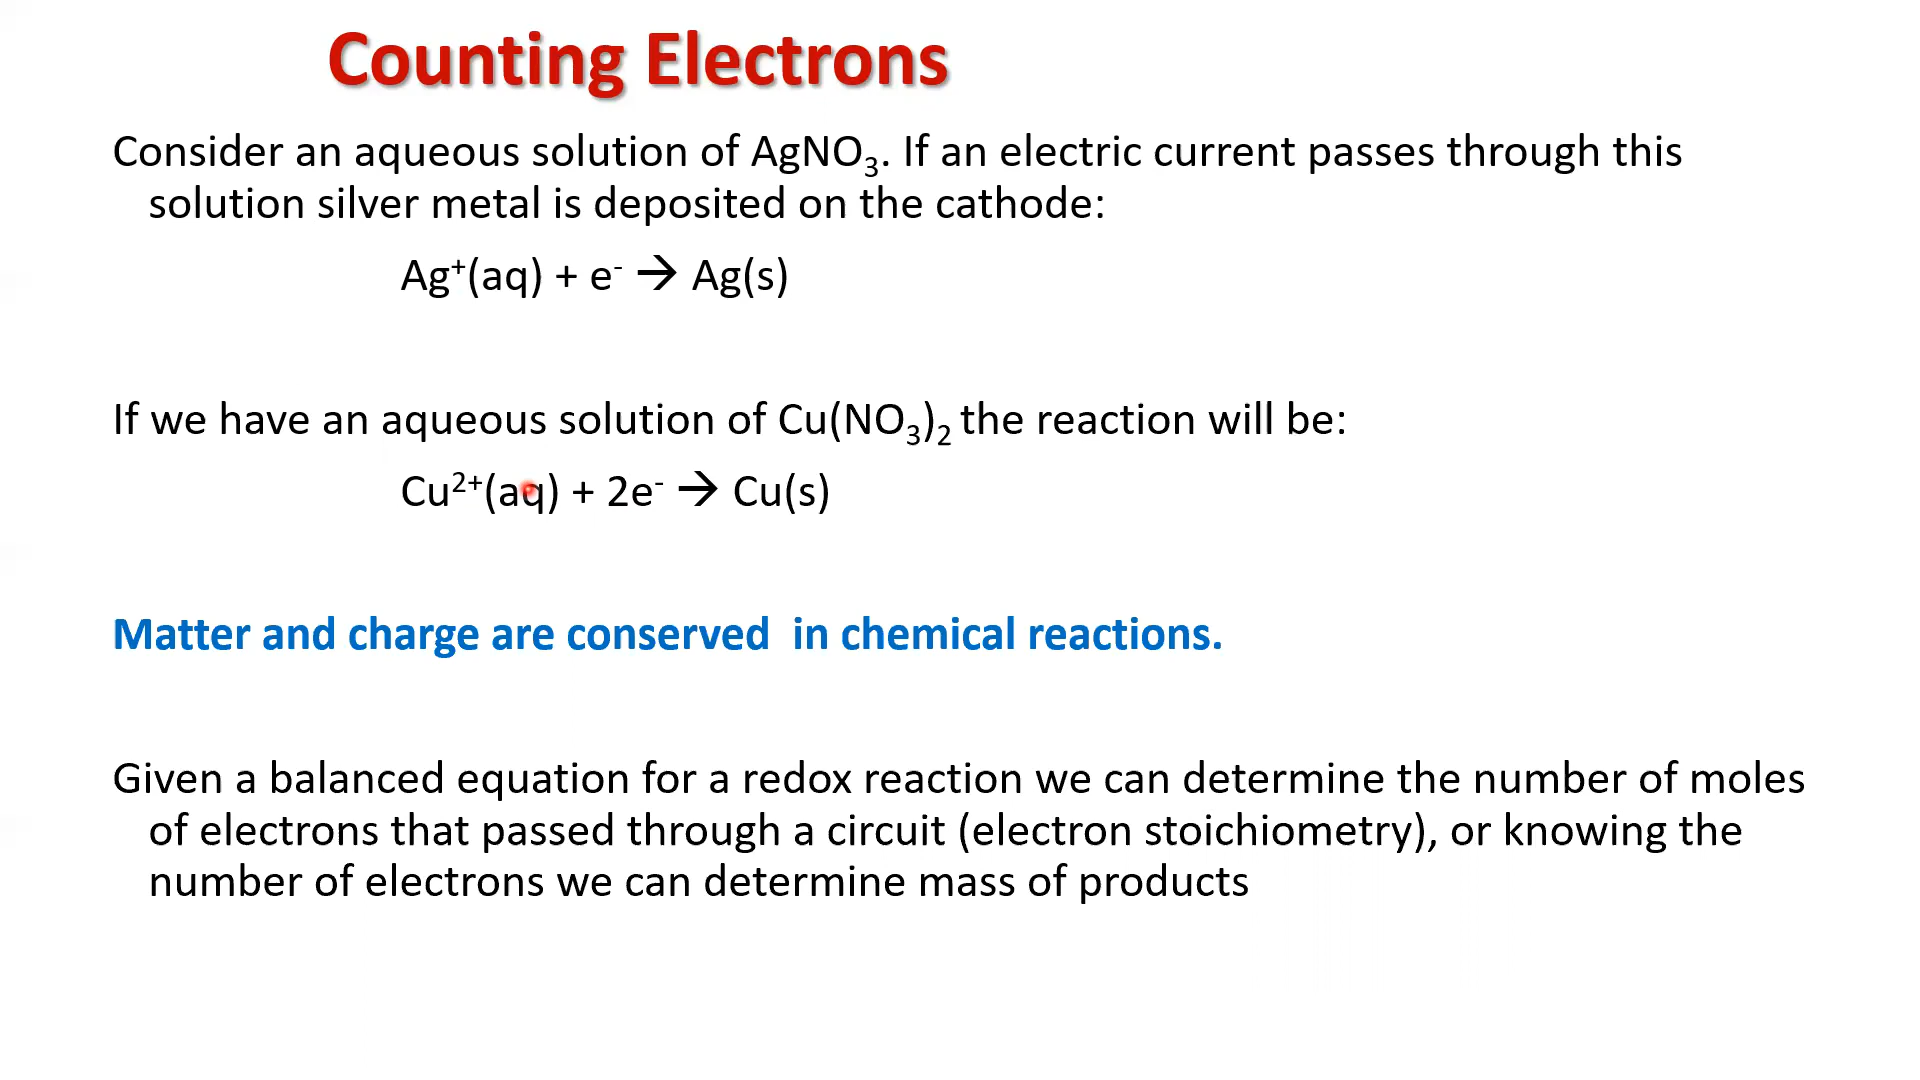 Counting Electrons
Consider an aqueous solution of AgNO₃. If an electric current passes through this
solution silver metal is deposited on the cathode:
Ag⁺(aq) + e⁻ → Ag(s)
If we have an aqueous solution of Cu(NO₃)₂ the reaction will be:
Cu²⁺(aq) + 2e⁻ → Cu(s)
Matter and charge are conserved  in chemical reactions.
Given a balanced equation for a redox reaction we can determine the number of moles
of electrons that passed through a circuit (electron stoichiometry), or knowing the
number of electrons we can determine mass of products